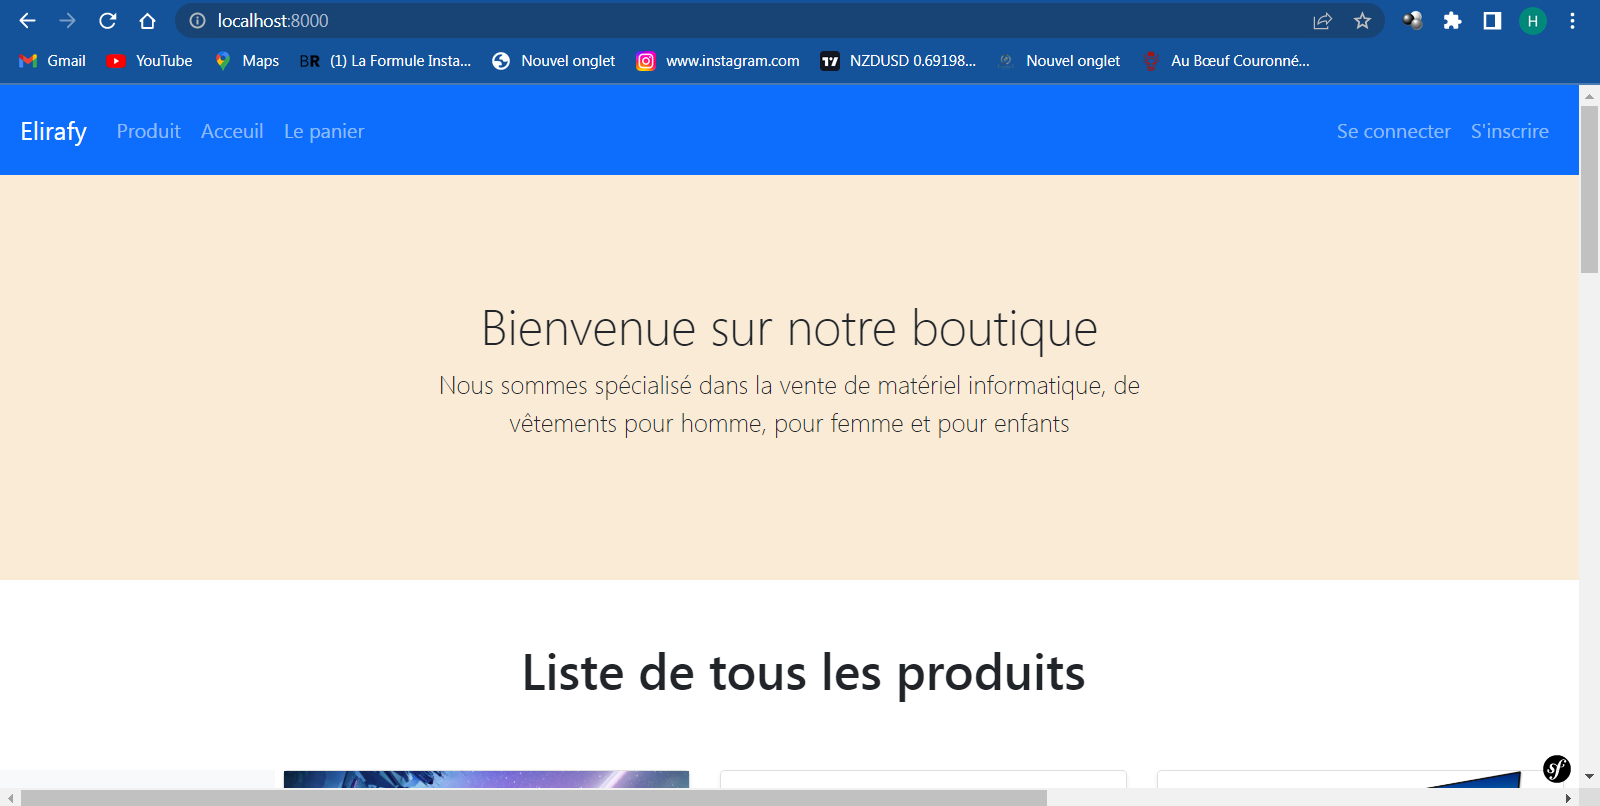 localhost:8000
H
Gmail YouTube Maps BR (1) La Formule Insta... Nouvel onglet www.instagram.com NZDUSD 0.69198... Nouvel onglet Au Bœuf Couronné...
Elirafy Produit Acceuil Le panier Se connecter S'inscrire
Bienvenue sur notre boutique
Nous sommes spécialisé dans la vente de matériel informatique, de
vêtements pour homme, pour femme et pour enfants
Liste de tous les produits
sf